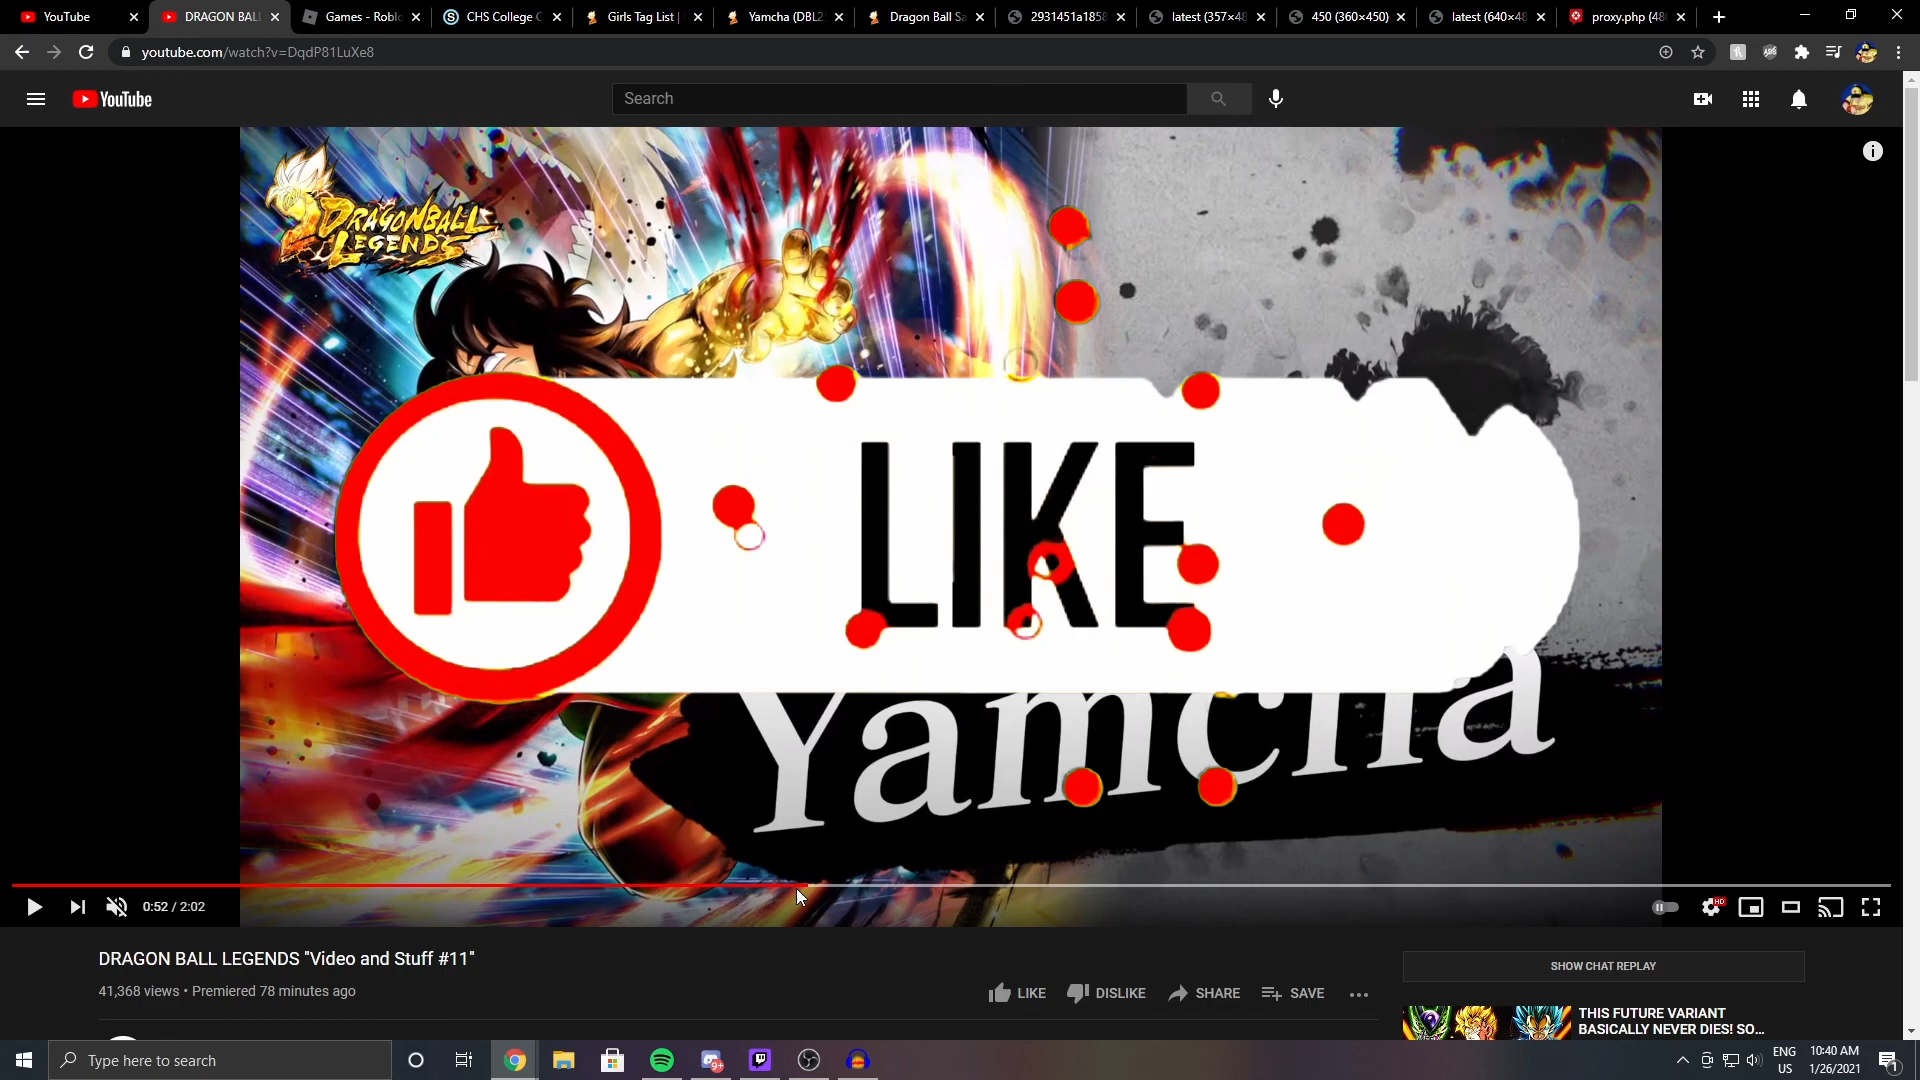 YouTube
DRAGON BAL
Games - Roblo
CHS College C
Girls Tag List |
Yamcha (DBL2
Dragon Ball Sa
2931451a1858
latest (357×48
450 (360×450)
latest (640×48
proxy.php (48
youtube.com/watch?v=DqdP81LuXe8
YouTube
Search
DRAGONBALL
LEGENDS
LIKE
Yamcha
0:52 / 2:02
HD
DRAGON BALL LEGENDS "Video and Stuff #11"
41,368 views • Premiered 78 minutes ago
LIKE
DISLIKE
SHARE
SAVE
SHOW CHAT REPLAY
THIS FUTURE VARIANT
BASICALLY NEVER DIES! SO...
Type here to search
9+
ENG
US
10:40 AM
1/26/2021
1